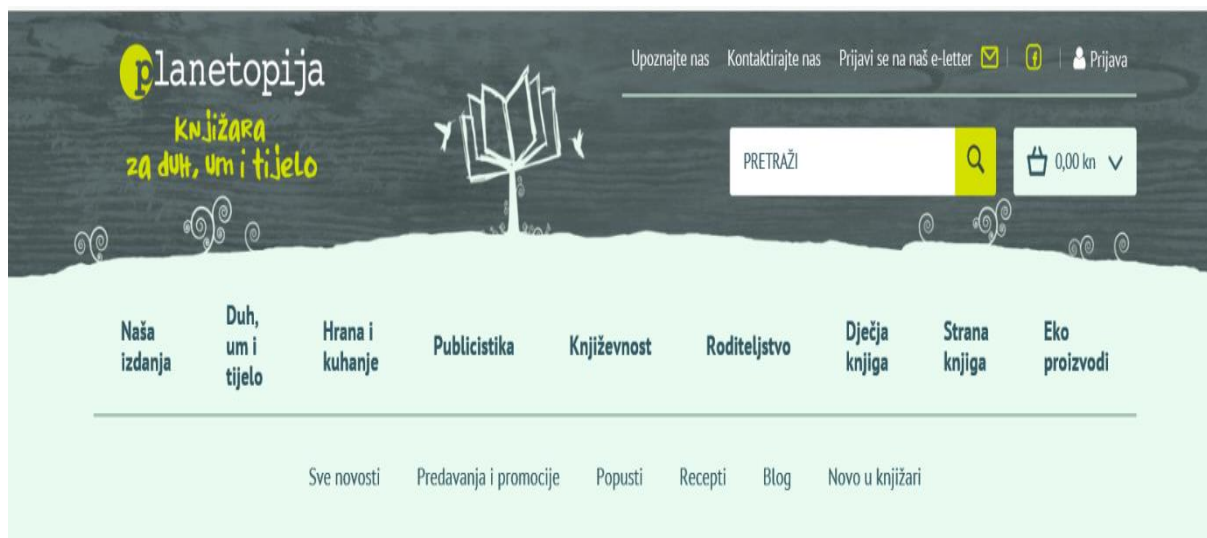 planetopija
Knjižara
za duh, um i tijelo
Upoznajte nas Kontaktirajte nas Prijavi se na naš e-letter Prijava
PRETRAŽI
0,00 kn
Naša
izdanja
Duh,
um i
tijelo
Hrana i
kuhanje
Publicistika
Književnost
Roditeljstvo
Dječja
knjiga
Strana
knjiga
Eko
proizvodi
Sve novosti Predavanja i promocije Popusti Recepti Blog Novo u knjižari